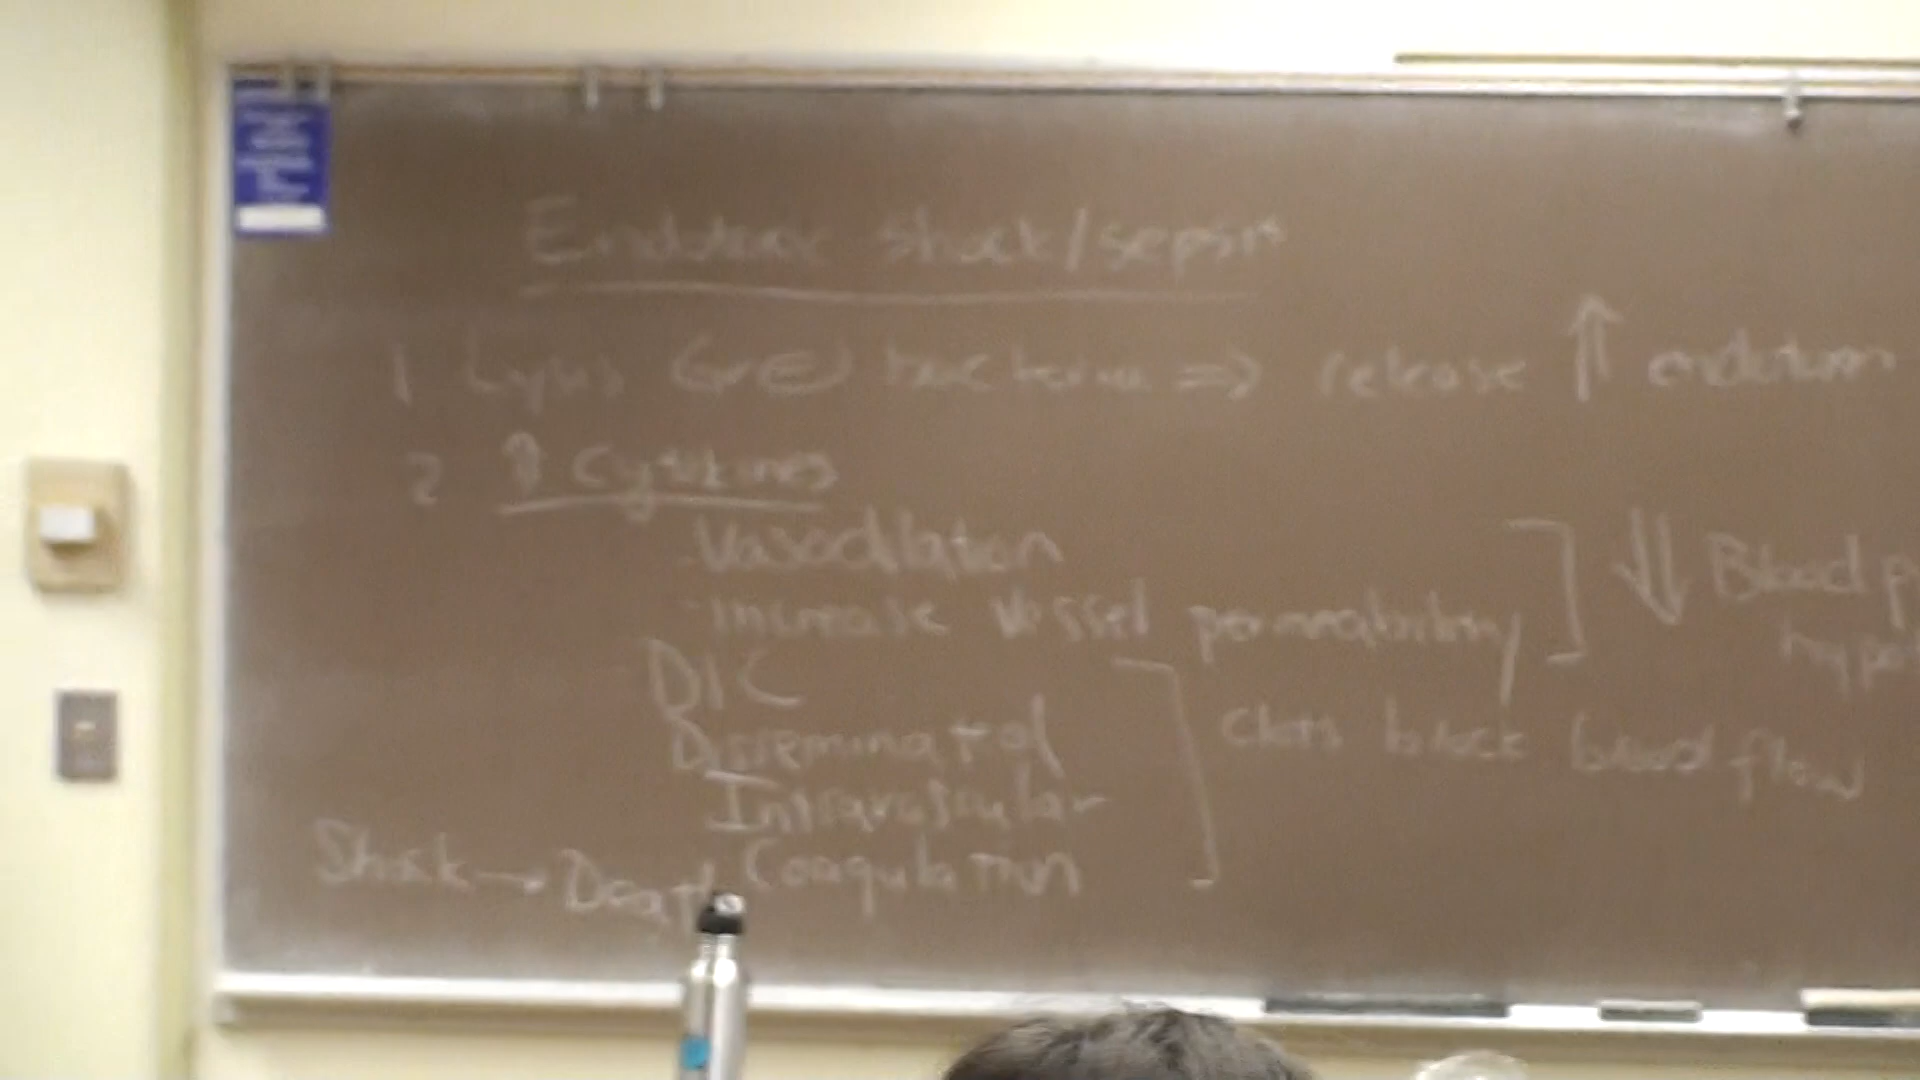 Endotoxic shock/sepsis
1 Lysis G(-ve) bacteria ⇒ release ↑ endotoxin
2 ↑ Cytokines
- Vasodilation
- increase vessel permeability ] ↓↓ Blood
DIC
Disseminated
Intravascular
Coagulation ] Clots block blood flow
Shock → Death